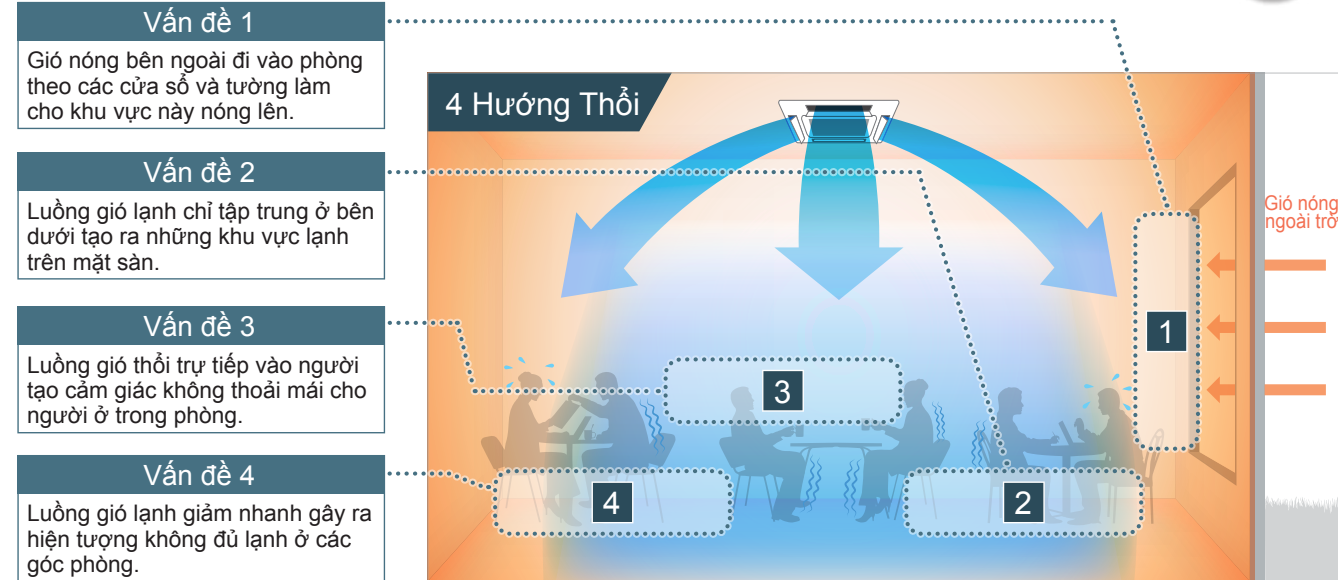 Vấn đề 1
Gió nóng bên ngoài đi vào phòng
theo các cửa sổ và tường làm
cho khu vực này nóng lên.
Vấn đề 2
Luồng gió lạnh chỉ tập trung ở bên
dưới tạo ra những khu vực lạnh
trên mặt sàn.
Vấn đề 3
Luồng gió thổi trự tiếp vào người
tạo cảm giác không thoải mái cho
người ở trong phòng.
Vấn đề 4
Luồng gió lạnh giảm nhanh gây ra
hiện tượng không đủ lạnh ở các
góc phòng.
4 Hướng Thổi
Gió nóng
ngoài trờ
1
3
4
2